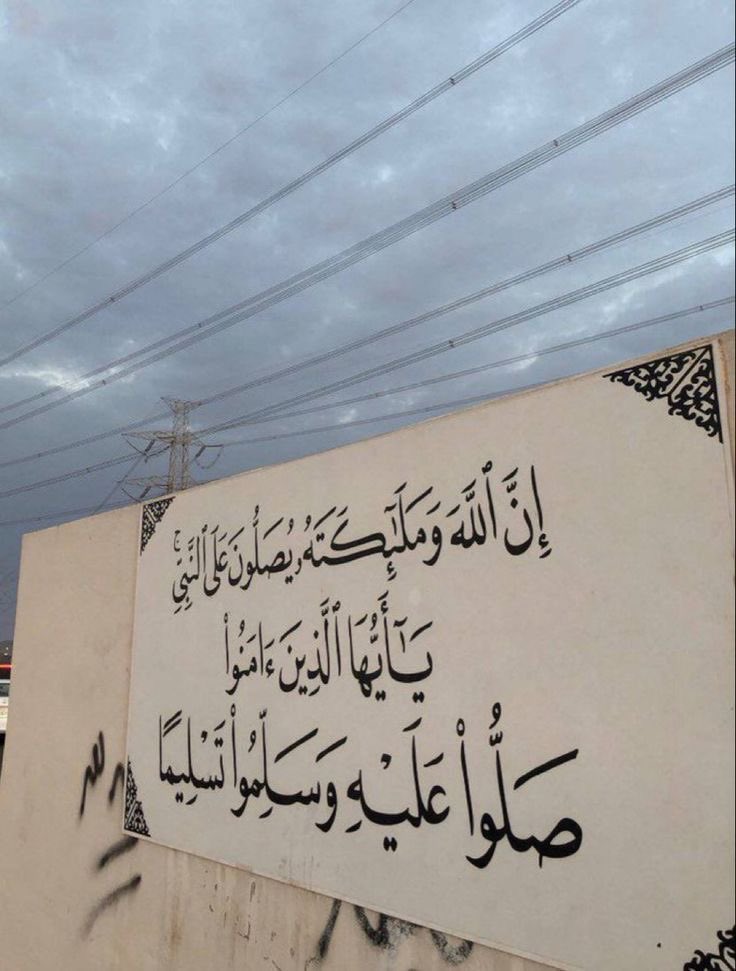 إِنَّ ٱللَّهَ وَمَلَٰٓئِكَتَهُۥ يُصَلُّونَ عَلَى ٱلنَّبِيِّۚ
يَٰٓأَيُّهَا ٱلَّذِينَ ءَامَنُوا۟
صَلُّوا۟ عَلَيْهِ وَسَلِّمُوا۟ تَسْلِيمًا